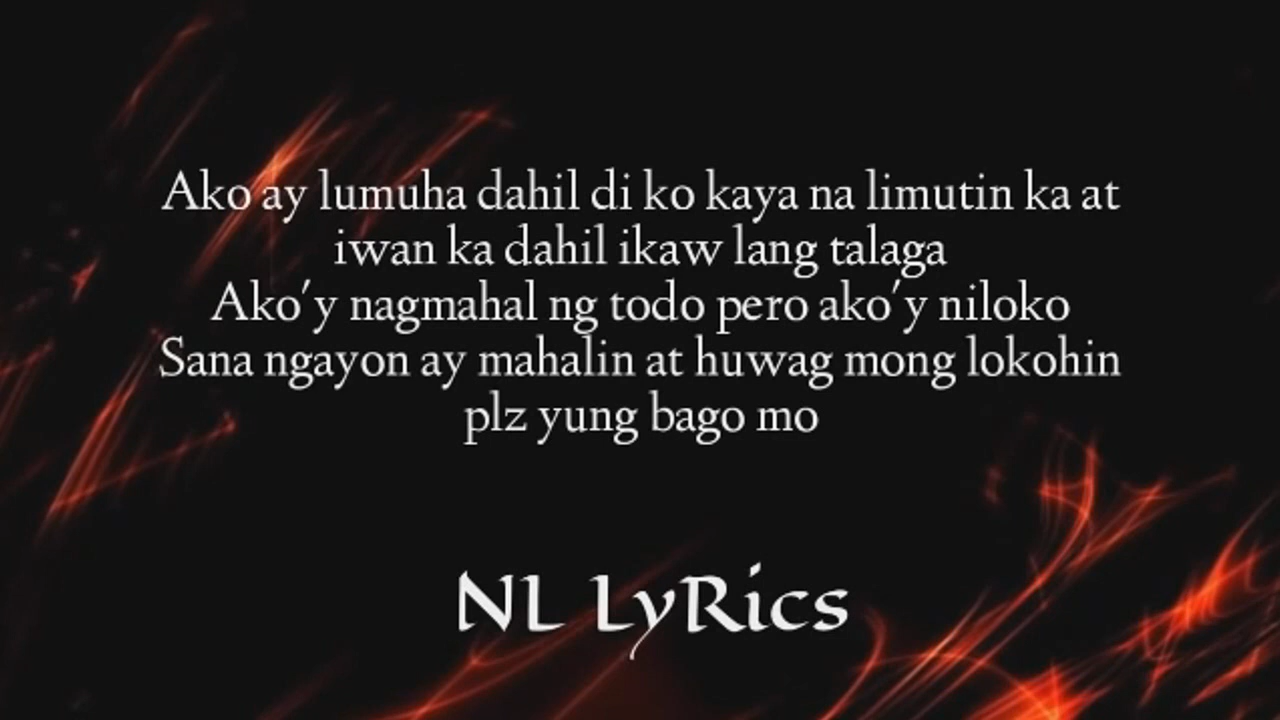 Ako ay lumuha dahil di ko kaya na limutin ka at
iwan ka dahil ikaw lang talaga
Ako'y nagmahal ng todo pero ako'y niloko
Sana ngayon ay mahalin at huwag mong lokohin
plz yung bago mo
NL LyRics